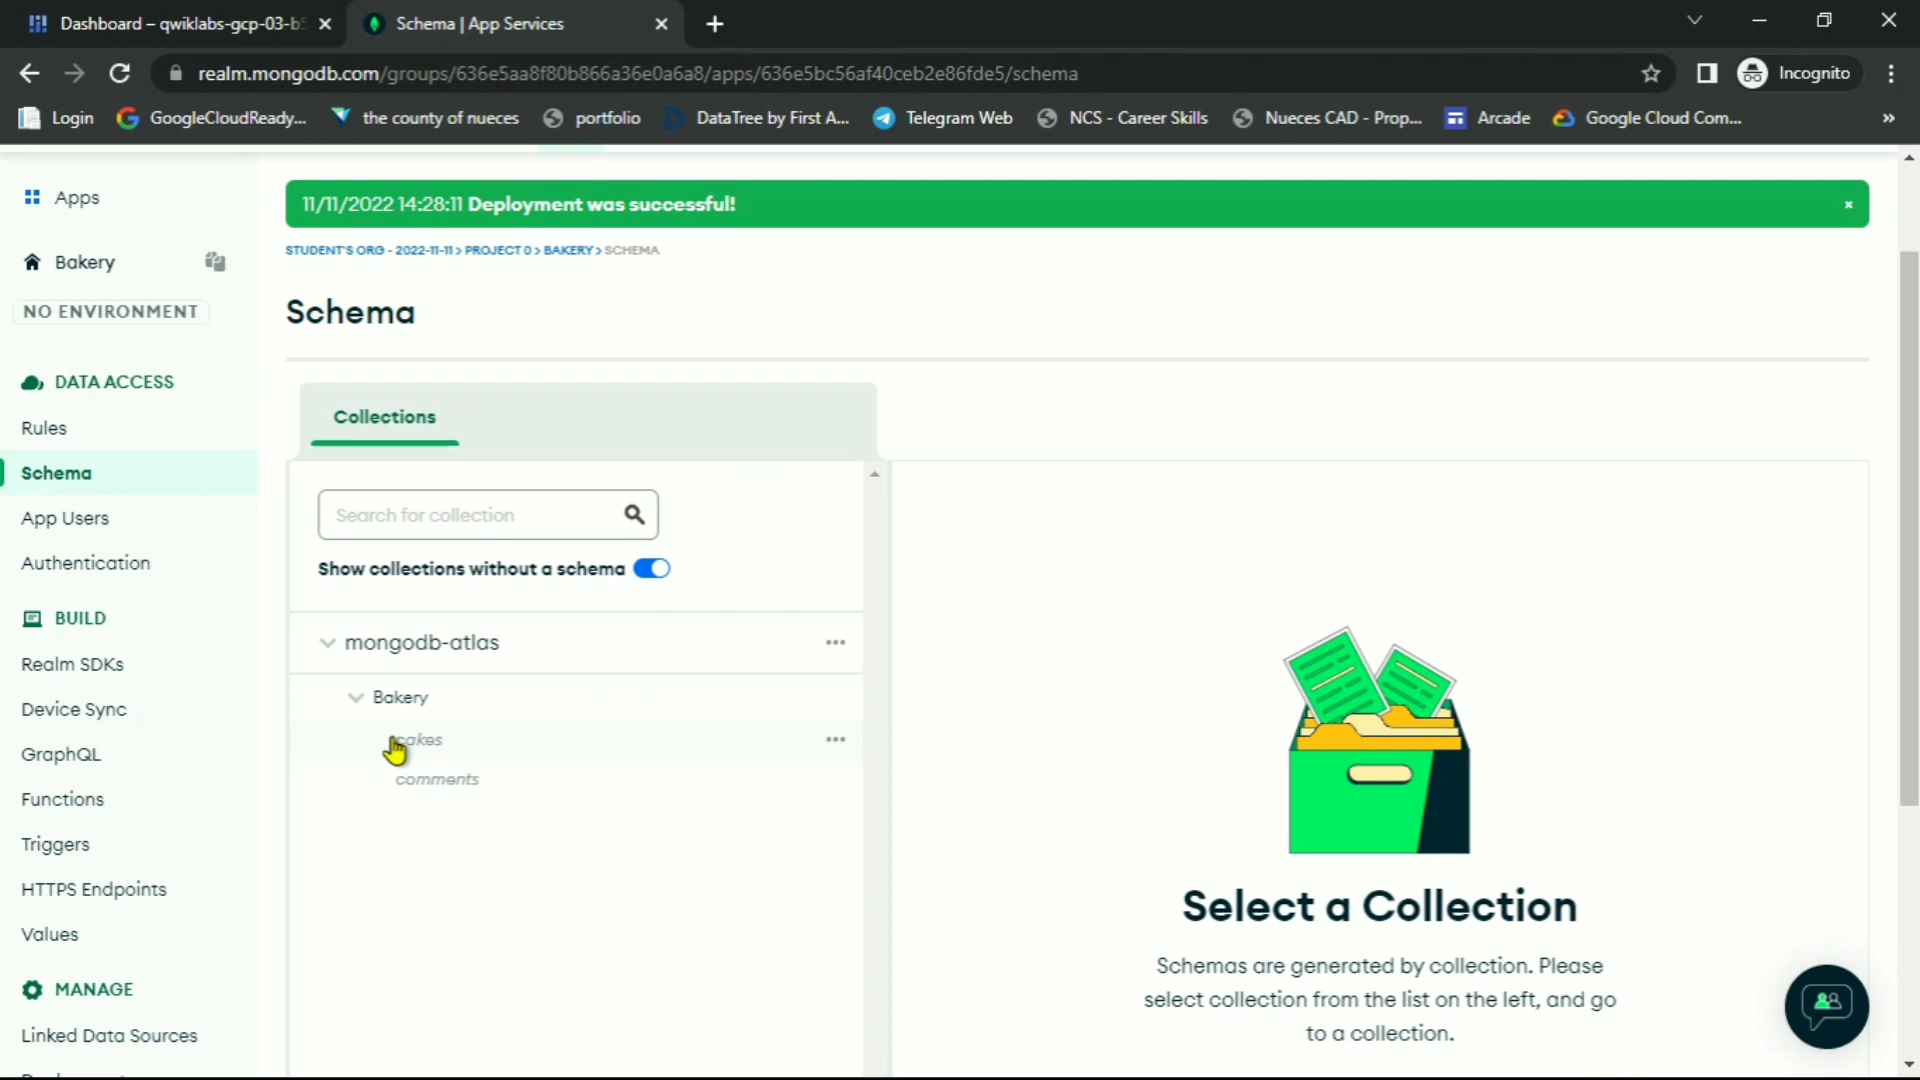 Dashboard – qwiklabs-gcp-03-b5
Schema | App Services
realm.mongodb.com/groups/636e5aa8f80b866a36e0a6a8/apps/636e5bc56af40ceb2e86fde5/schema
Incognito
Login
GoogleCloudReady...
the county of nueces
portfolio
DataTree by First A...
Telegram Web
NCS - Career Skills
Nueces CAD - Prop...
Arcade
Google Cloud Com...
»
Apps
Bakery
NO ENVIRONMENT
DATA ACCESS
Rules
Schema
App Users
Authentication
BUILD
Realm SDKs
Device Sync
GraphQL
Functions
Triggers
HTTPS Endpoints
Values
MANAGE
Linked Data Sources
11/11/2022 14:28:11 Deployment was successful!
STUDENT'S ORG - 2022-11-11 > PROJECT 0 > BAKERY > SCHEMA
Schema
Collections
Search for collection
Show collections without a schema
mongodb-atlas
Bakery
cakes
comments
Select a Collection
Schemas are generated by collection. Please
select collection from the list on the left, and go
to a collection.